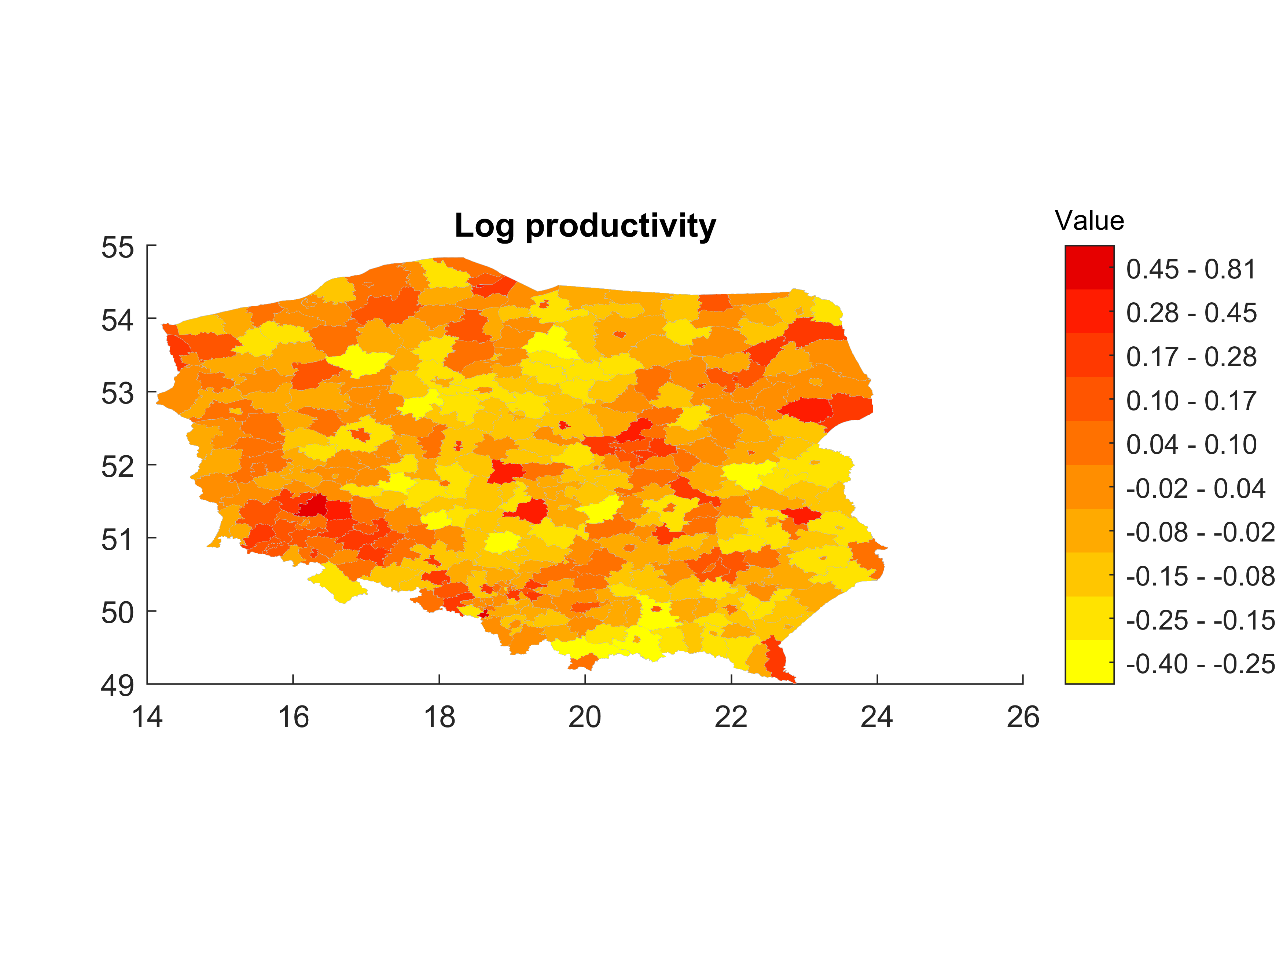 Log productivity
Value
55
54
53
52
51
50
49
14 16 18 20 22 24 26
0.45 - 0.81
0.28 - 0.45
0.17 - 0.28
0.10 - 0.17
0.04 - 0.10
-0.02 - 0.04
-0.08 - -0.02
-0.15 - -0.08
-0.25 - -0.15
-0.40 - -0.25